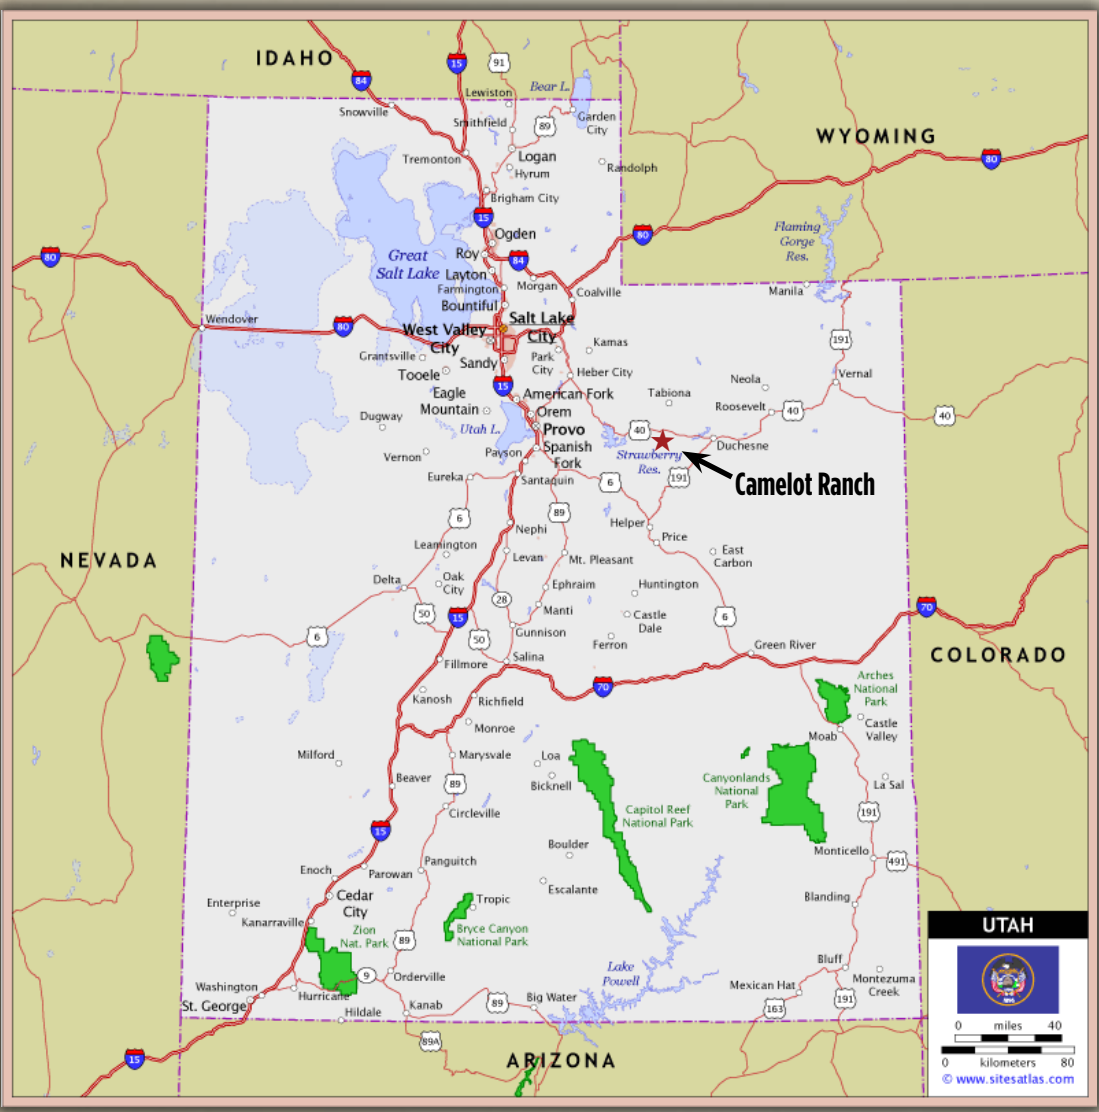 IDAHO
84
15
91
Lewiston
Bear L.
Snowville
Smithfield
89
Garden
City
WYOMING
80
Tremonton
Logan
Hyrum
Randolph
Brigham City
15
80
Flaming
Gorge
Res.
Ogden
80
Great
Salt Lake
Roy
84
Layton
Farmington
Morgan
Coalville
Manila
Bountiful
Wendover
80
West Valley
City
Salt Lake
City
191
Grantsville
Park
City
Kamas
Sandy
Tooele
Heber City
Neola
Vernal
15
Eagle
Mountain
American Fork
Tabiona
Roosevelt
40
40
Dugway
Orem
Utah L.
Provo
40
Duchesne
Vernon
Payson
Spanish
Fork
Strawberry
Res.
Eureka
Santaquin
6
191
Camelot Ranch
6
89
Nephi
Helper
Price
Leamington
Levan
Mt. Pleasant
East
Carbon
NEVADA
Delta
Oak
City
Ephraim
Huntington
28
Manti
Castle
Dale
70
50
15
6
6
50
Gunnison
Ferron
Green River
COLORADO
Fillmore
Salina
70
Arches
National
Park
Kanosh
Richfield
Castle
Valley
Monroe
Moab
Milford
Marysvale
Loa
Bicknell
Canyonlands
National
Park
La Sal
Beaver
89
Circleville
Capitol Reef
National Park
191
15
Boulder
Monticello
491
Enoch
Parowan
Panguitch
Escalante
Blanding
Enterprise
Cedar
City
Tropic
Kanarraville
Zion
Nat. Park
89
Bryce Canyon
National Park
UTAH
Lake
Powell
Bluff
Washington
9
Orderville
Mexican Hat
Montezuma
Creek
St. George
Hurricane
Hildale
Kanab
89
Big Water
163
191
89A
15
ARIZONA
0 miles 40
0 kilometers 80
© www.sitesatlas.com